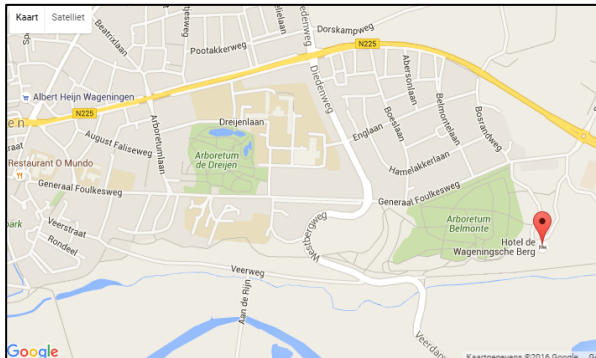 Kaart Satelliet
Beatrixlaan
Dorskampweg
Pootakkerweg
N225
Diedenweg
Abersonlaan
Albert Heijn Wageningen
N225
Belmontelaan
Boeslaan
Bostrandweg
Dreijenlaan
Englaan
August Faliseweg
Arboretumlaan
Arboretum
de Dreijen
Hamelakkerlaan
Restaurant O Mundo
Generaal Foulkesweg
Generaal Foulkesweg
Arboretum
Belmonte
Veerstraat
Rondeel
Westbergweg
Hotel de
Wageningsche Berg
Veerweg
Aan de Rijn
Google
Kaartgegevens ©2016 Google